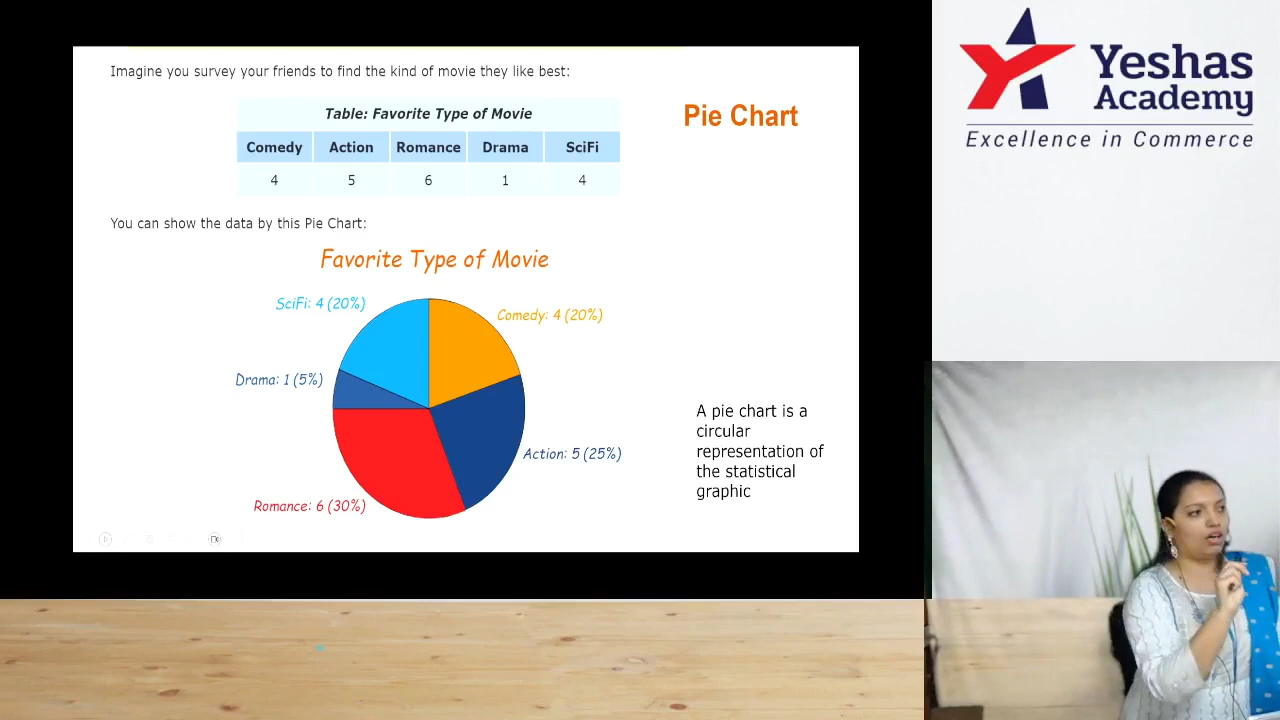 Imagine you survey your friends to find the kind of movie they like best:
Table: Favorite Type of Movie
Comedy Action Romance Drama SciFi
4 5 6 1 4
Pie Chart
You can show the data by this Pie Chart:
Favorite Type of Movie
SciFi: 4 (20%)
Comedy: 4 (20%)
Drama: 1 (5%)
Action: 5 (25%)
Romance: 6 (30%)
A pie chart is a
circular
representation of
the statistical
graphic
Yeshas
Academy
Excellence in Commerce